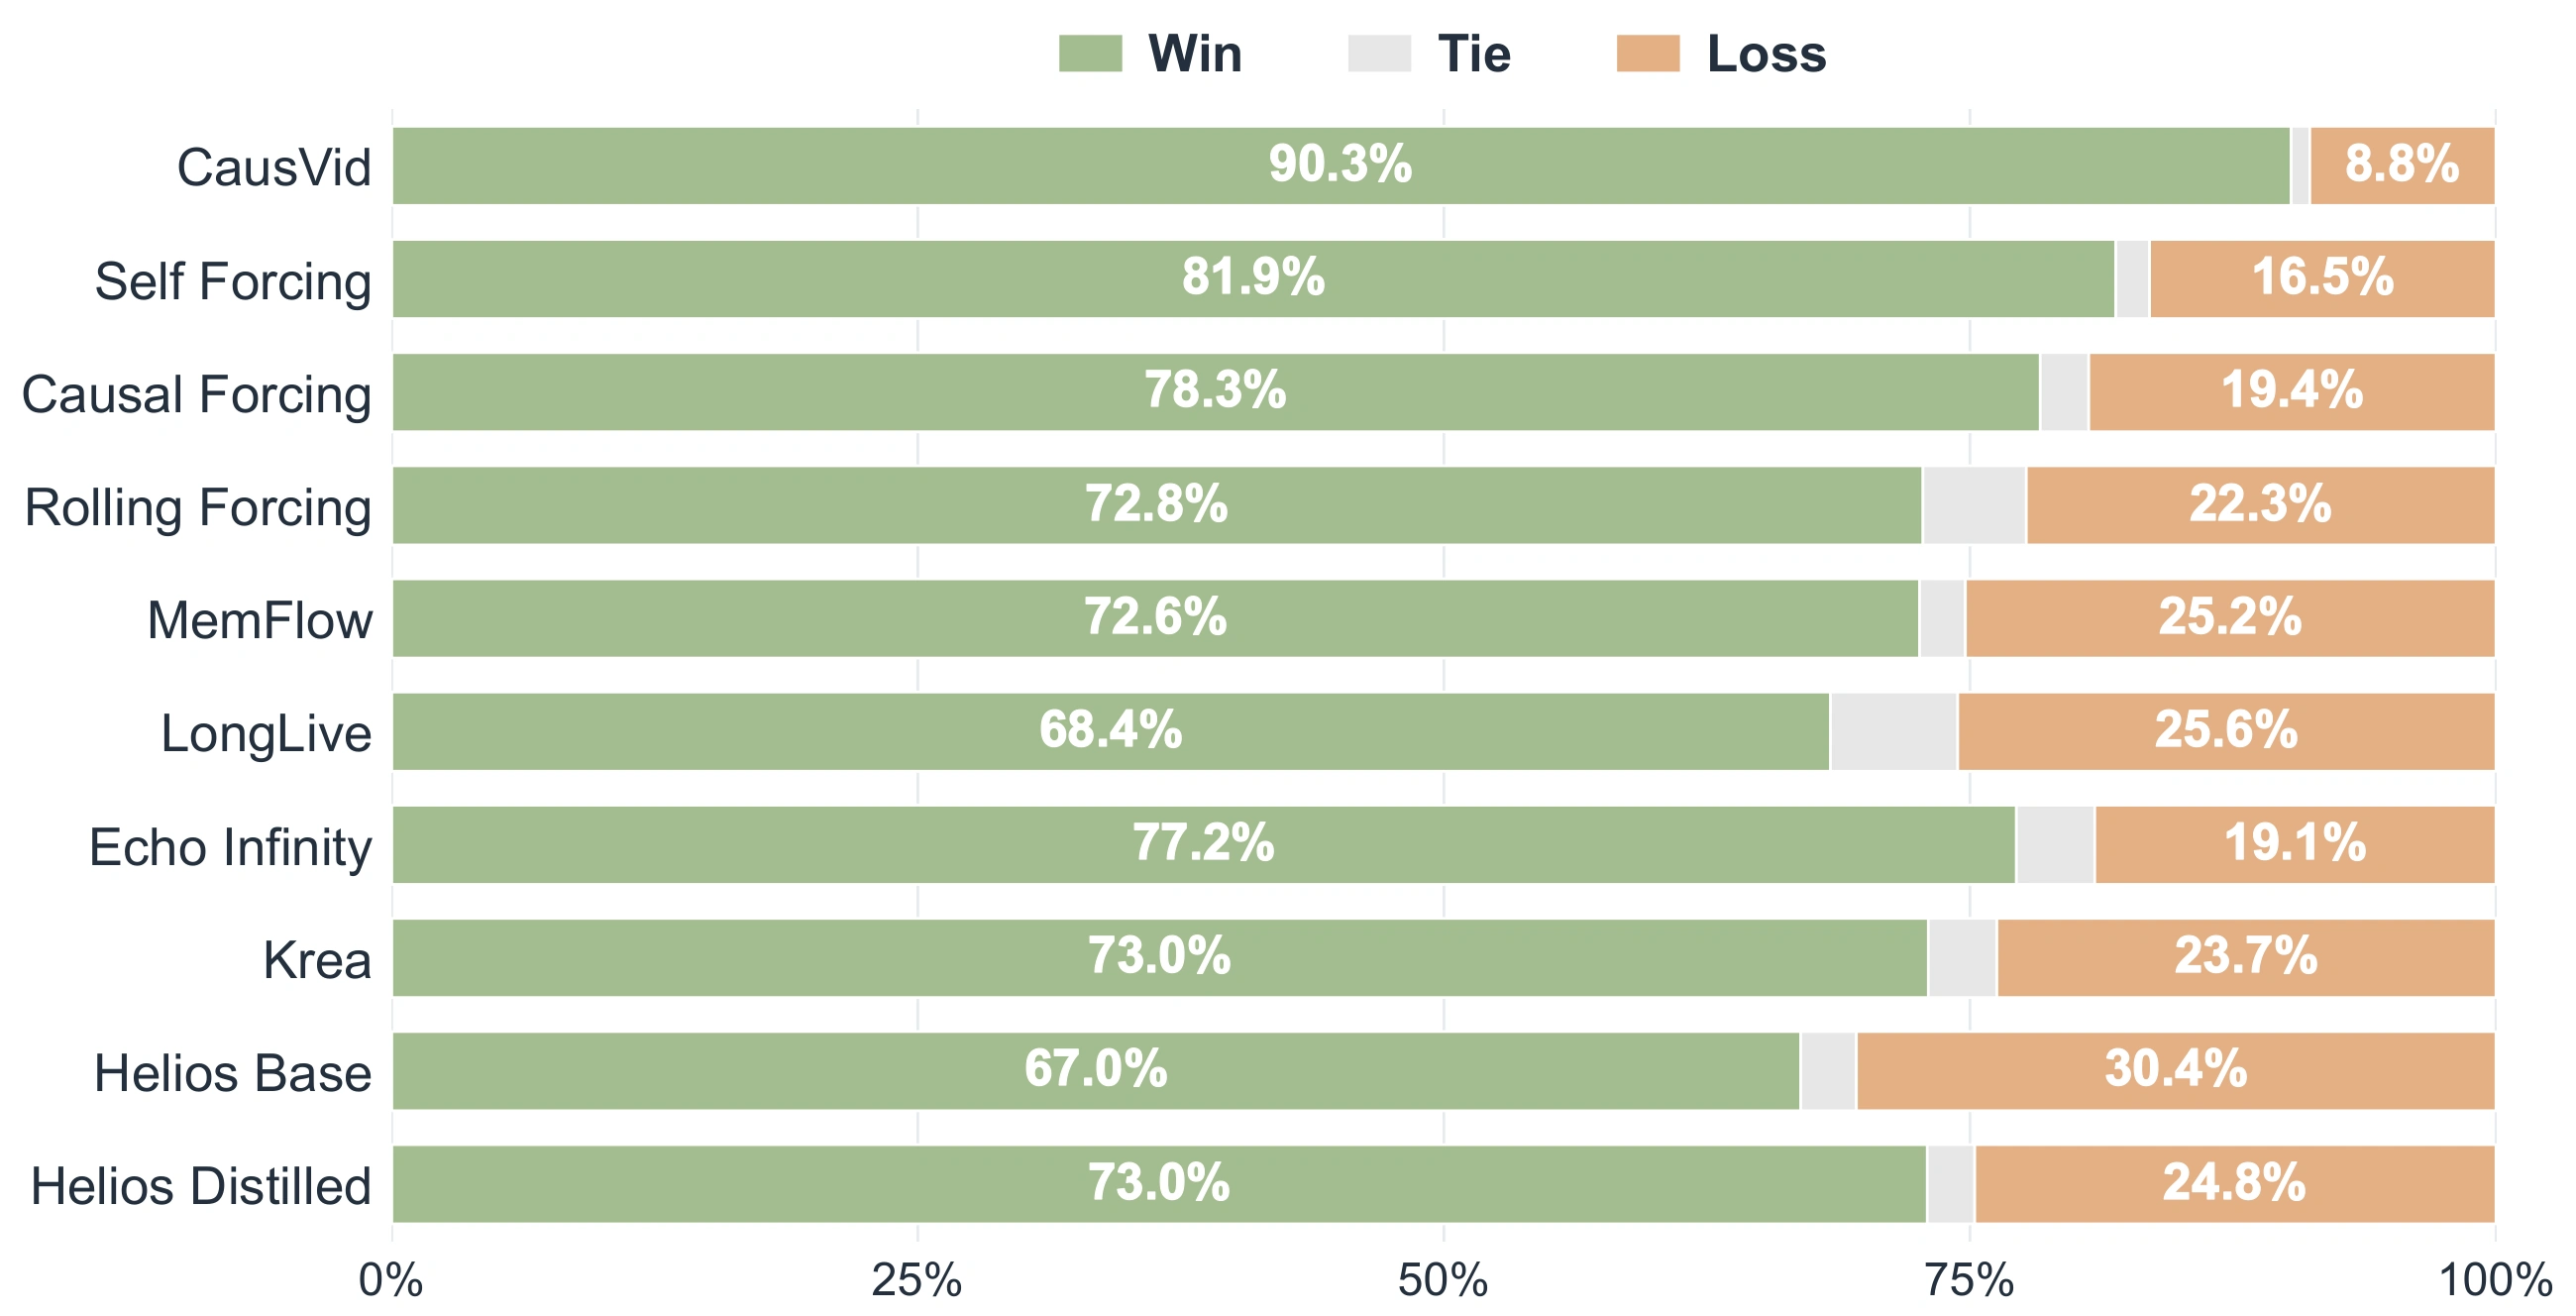 Win Tie Loss
CausVid 90.3% 8.8%
Self Forcing 81.9% 16.5%
Causal Forcing 78.3% 19.4%
Rolling Forcing 72.8% 22.3%
MemFlow 72.6% 25.2%
LongLive 68.4% 25.6%
Echo Infinity 77.2% 19.1%
Krea 73.0% 23.7%
Helios Base 67.0% 30.4%
Helios Distilled 73.0% 24.8%
0% 25% 50% 75% 100%